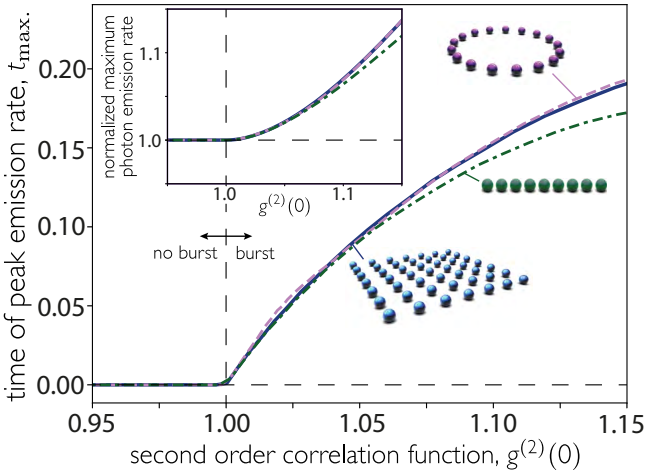 time of peak emission rate, tmax.
0.20
0.15
0.10
0.05
0.00
0.95
1.00
1.05
1.10
1.15
second order correlation function, g(2)(0)
no burst
burst
normalized maximum
photon emission rate
1.1
1.0
1.0
1.1
g(2)(0)